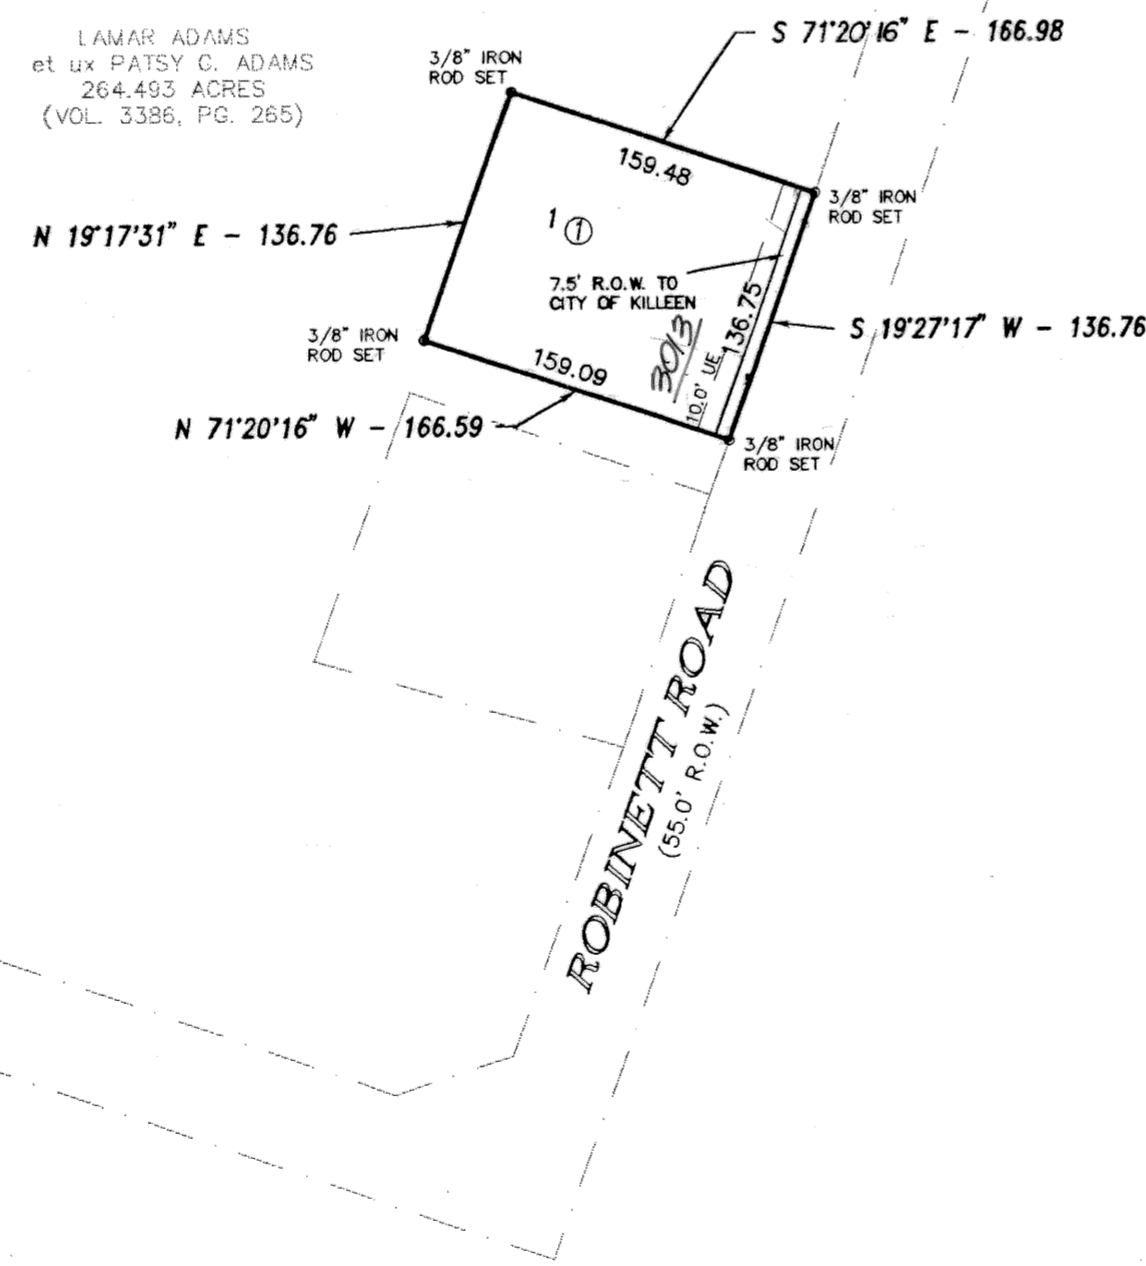 LAMAR ADAMS
et ux PATSY C. ADAMS
264.493 ACRES
(VOL. 3386, PG. 265)
3/8" IRON
ROD SET
S 71°20'16" E - 166.98
159.48
3/8" IRON
ROD SET
N 19°17'31" E - 136.76
1 1
7.5' R.O.W. TO
CITY OF KILLEEN
136.75
S 19°27'17" W - 136.76
3/8" IRON
ROD SET
159.09
3013
10.0' UE
N 71°20'16" W - 166.59
3/8" IRON
ROD SET
ROBINETT ROAD
(55.0' R.O.W.)